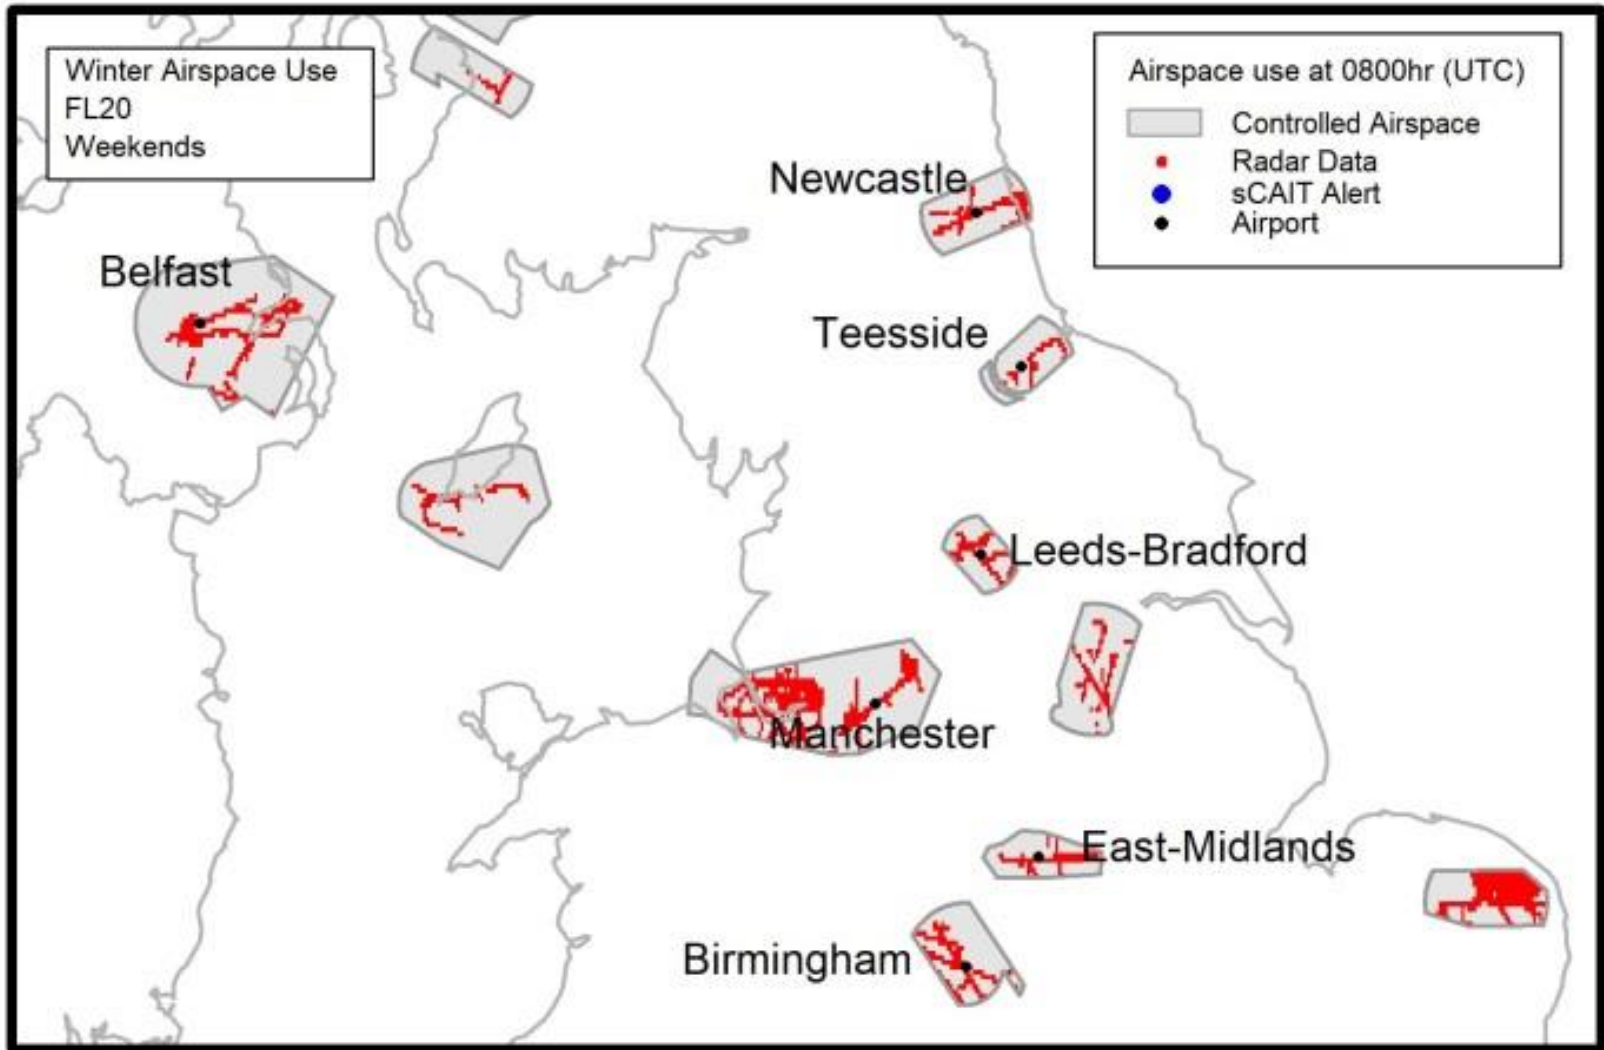 Winter Airspace Use
FL20
Weekends
Airspace use at 0800hr (UTC)
Controlled Airspace
Radar Data
sCAIT Alert
Airport
Newcastle
Belfast
Teesside
Leeds-Bradford
Manchester
East-Midlands
Birmingham